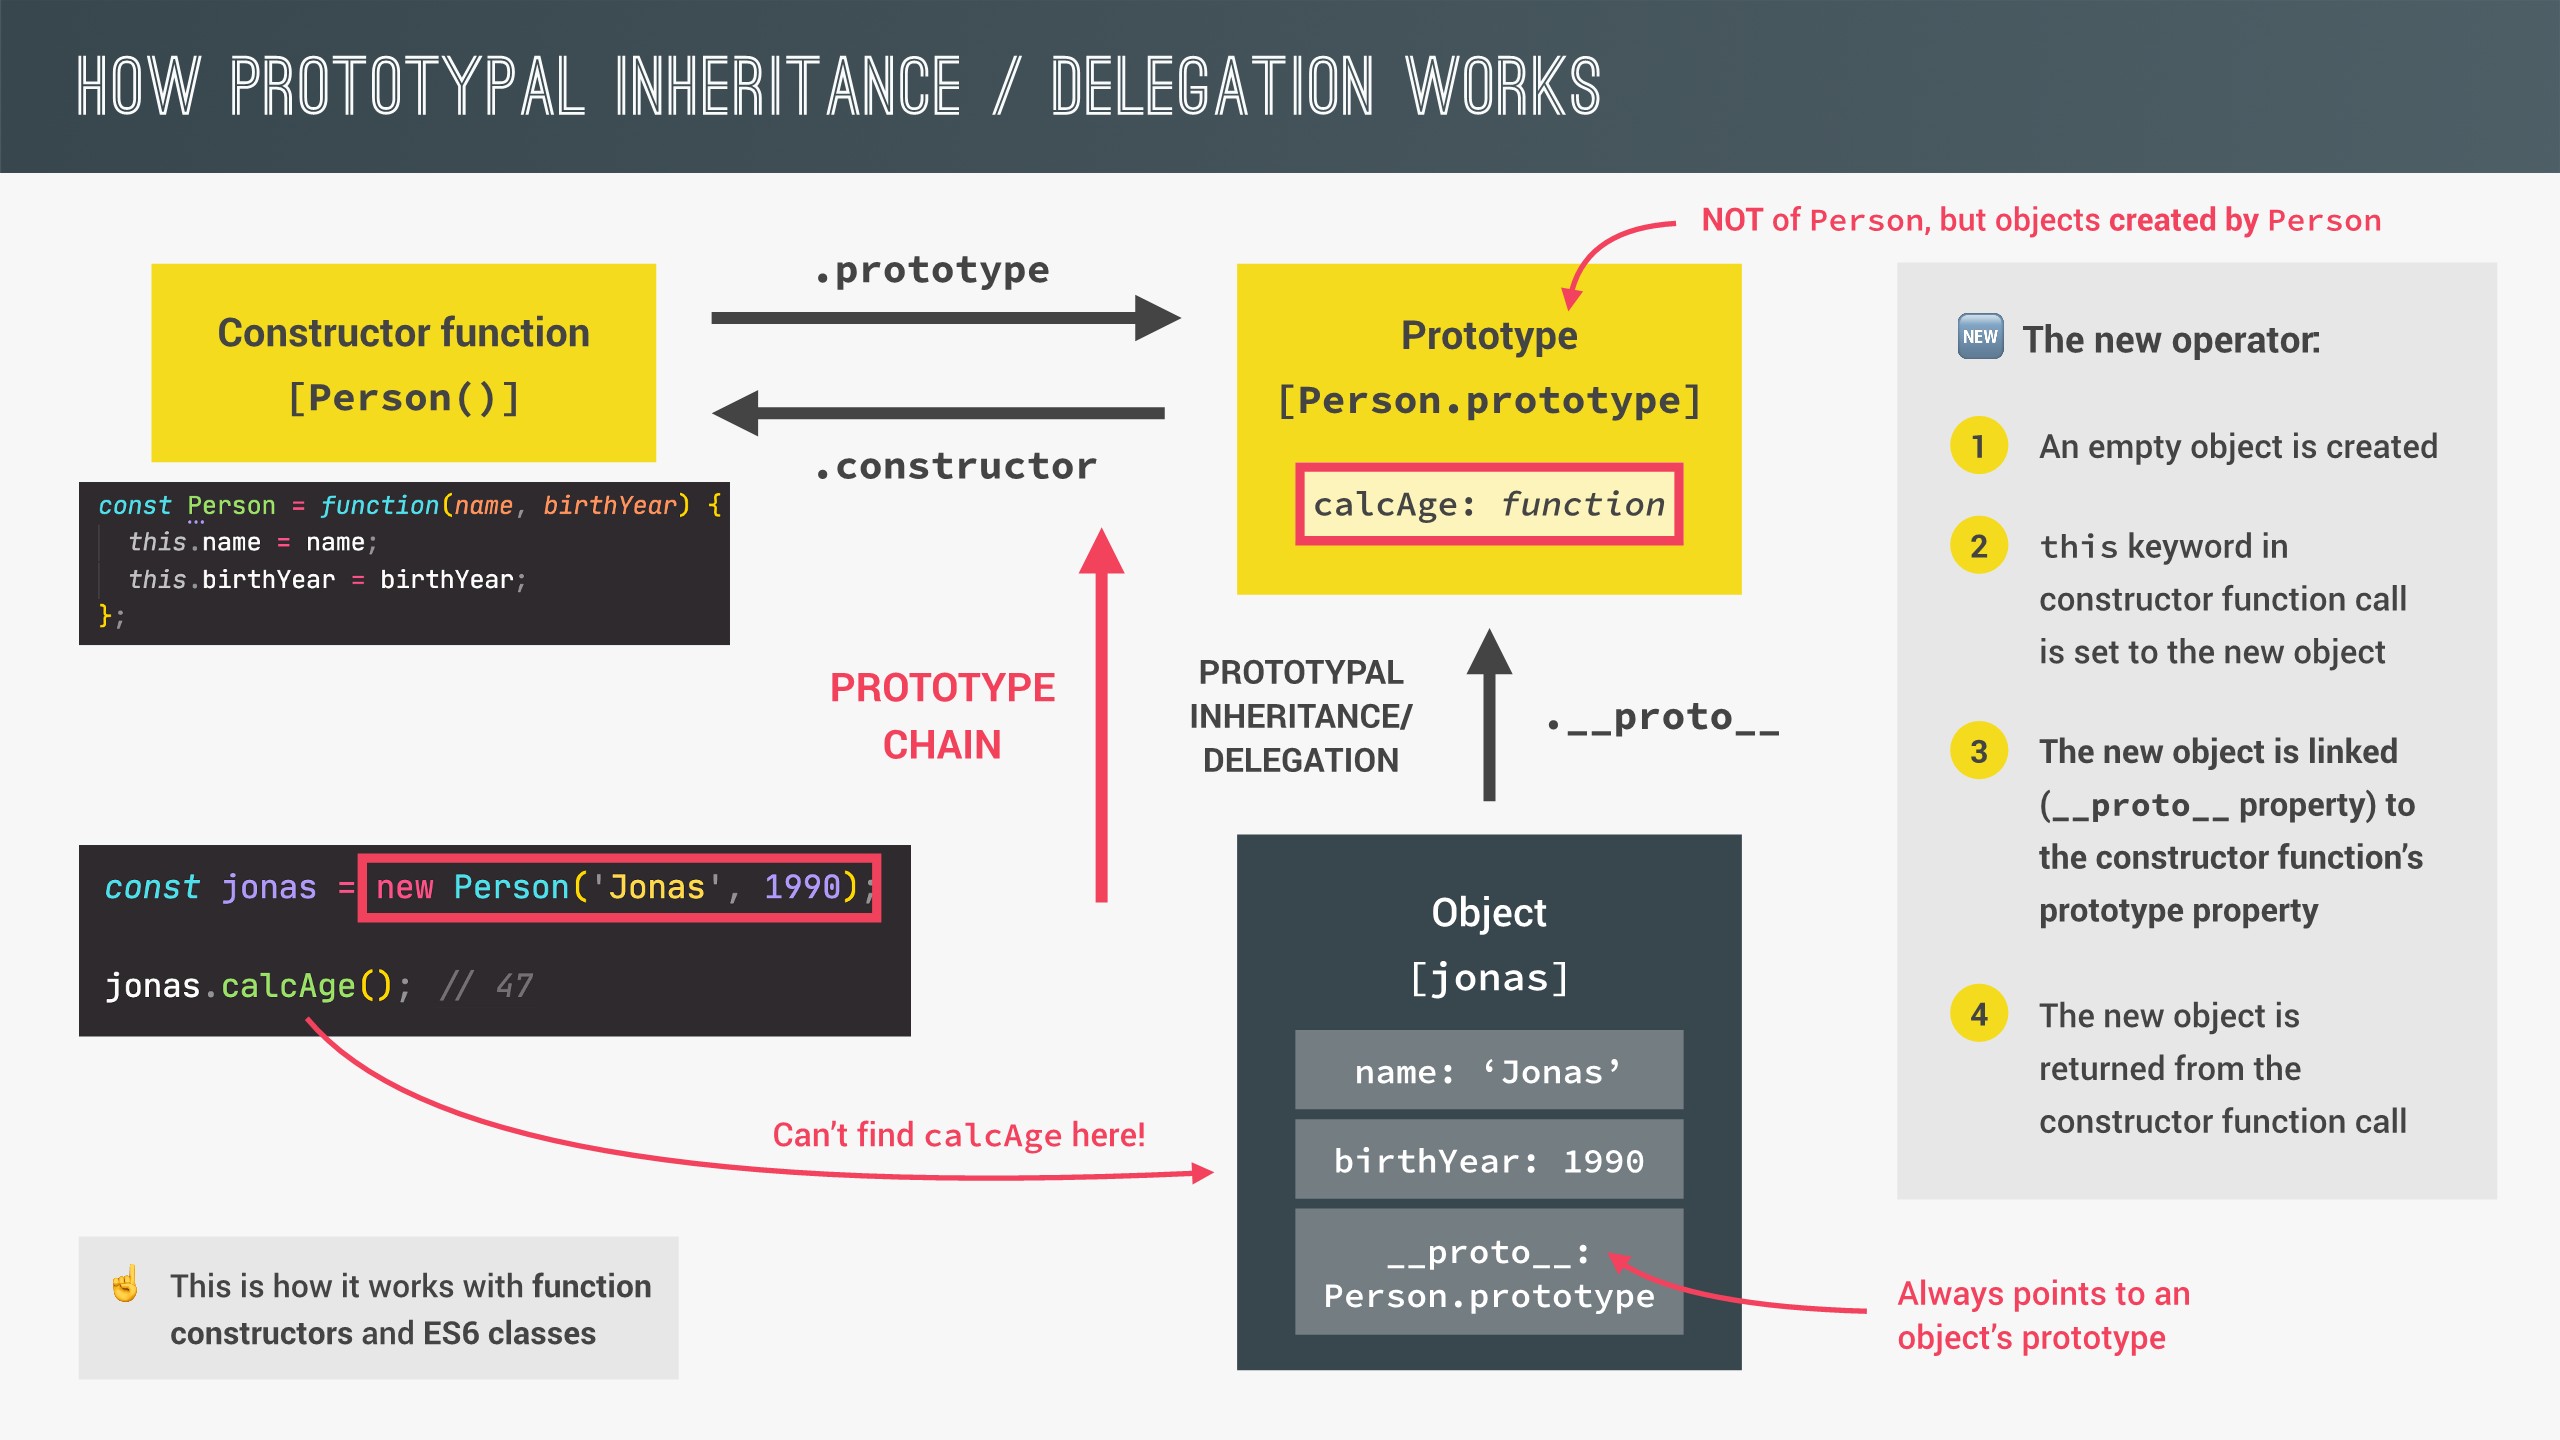 HOW PROTOTYPAL INHERITANCE / DELEGATION WORKS
NOT of Person, but objects created by Person
Constructor function
[Person()]
const Person = function(name, birthYear) {
this.name = name;
this.birthYear = birthYear;
};
.prototype
.constructor
Prototype
[Person.prototype]
calcAge: function
PROTOTYPE
CHAIN
PROTOTYPAL
INHERITANCE/
DELEGATION
.__proto__
const jonas = new Person('Jonas', 1990);
jonas.calcAge(); // 47
Can’t find calcAge here!
Object
[jonas]
name: ‘Jonas’
birthYear: 1990
__proto__:
Person.prototype
Always points to an
object’s prototype
This is how it works with function
constructors and ES6 classes
NEW The new operator:
1 An empty object is created
2 this keyword in
constructor function call
is set to the new object
3 The new object is linked
(__proto__ property) to
the constructor function’s
prototype property
4 The new object is
returned from the
constructor function call